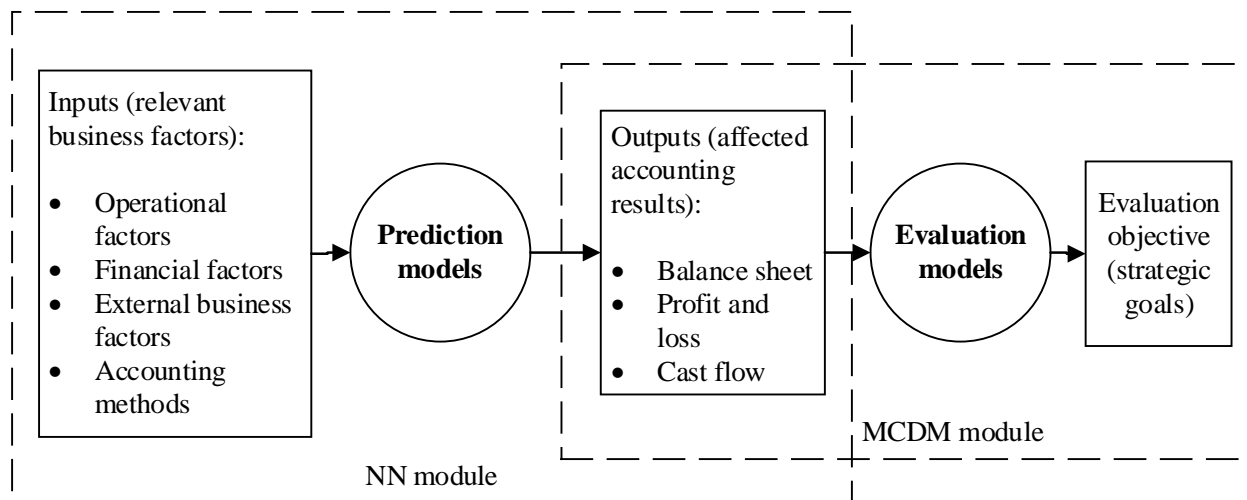 Inputs (relevant
business factors):
• Operational
factors
• Financial factors
• External business
factors
• Accounting
methods
Prediction
models
Outputs (affected
accounting
results):
• Balance sheet
• Profit and
loss
• Cast flow
Evaluation
models
Evaluation
objective
(strategic
goals)
MCDM module
NN module